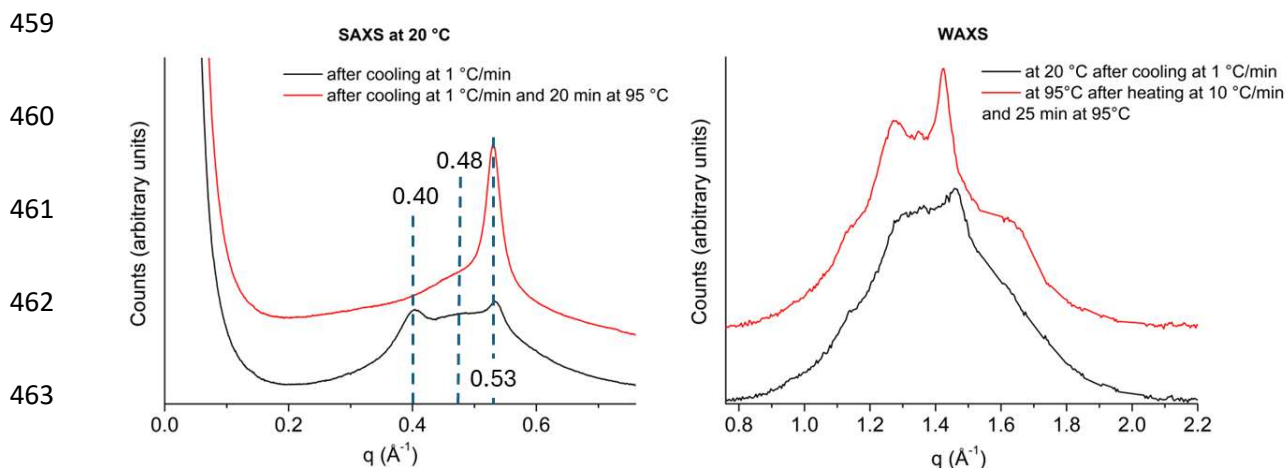 459
460
461
462
463
SAXS at 20 °C
after cooling at 1 °C/min
after cooling at 1 °C/min and 20 min at 95 °C
0.48
0.40
0.53
Counts (arbitrary units)
0.0 0.2 0.4 0.6
q (Å⁻¹)
WAXS
at 20 °C after cooling at 1 °C/min
at 95°C after heating at 10 °C/min
and 25 min at 95°C
Counts (arbitrary units)
0.8 1.0 1.2 1.4 1.6 1.8 2.0 2.2
q (Å⁻¹)